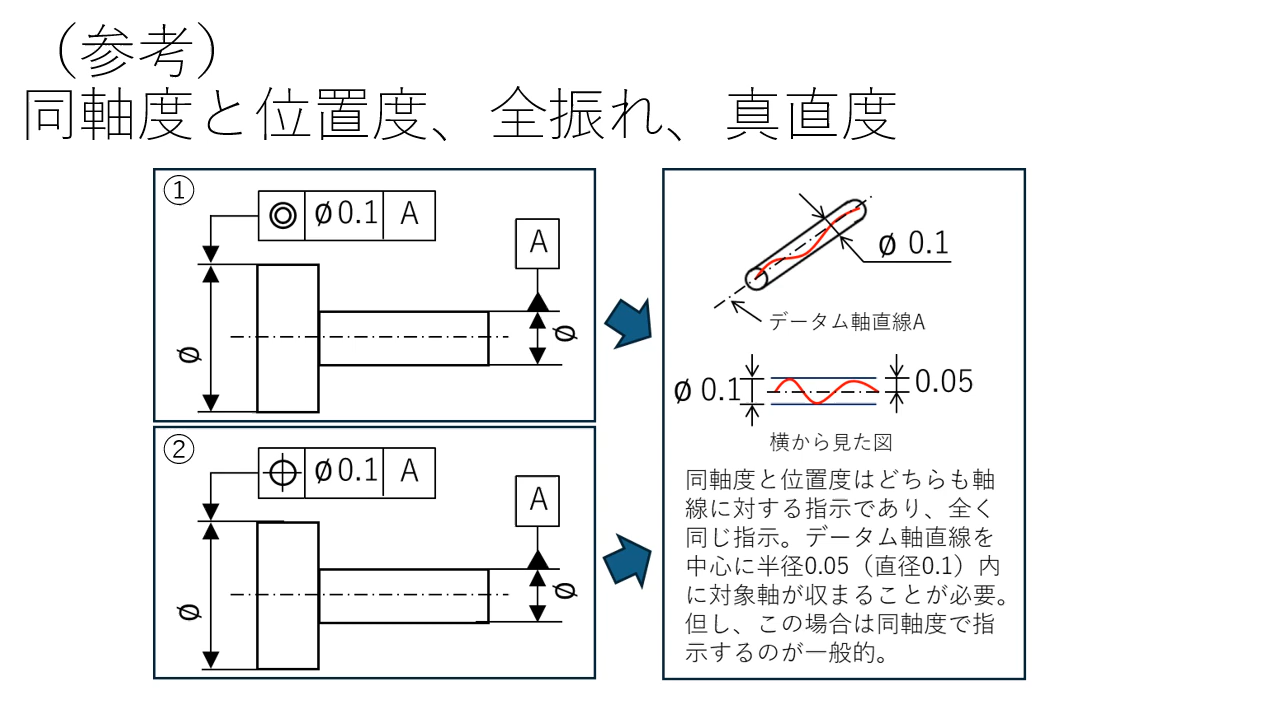 （参考）
同軸度と位置度、全振れ、真直度
①
◎ φ0.1 A
A
φ
φ
②
⌖ φ0.1 A
A
φ
φ
φ 0.1
データム軸直線A
φ 0.1
0.05
横から見た図
同軸度と位置度はどちらも軸
線に対する指示であり、全く
同じ指示。データム軸直線を
中心に半径0.05（直径0.1）内
に対象軸が収まることが必要。
但し、この場合は同軸度で指
示するのが一般的。